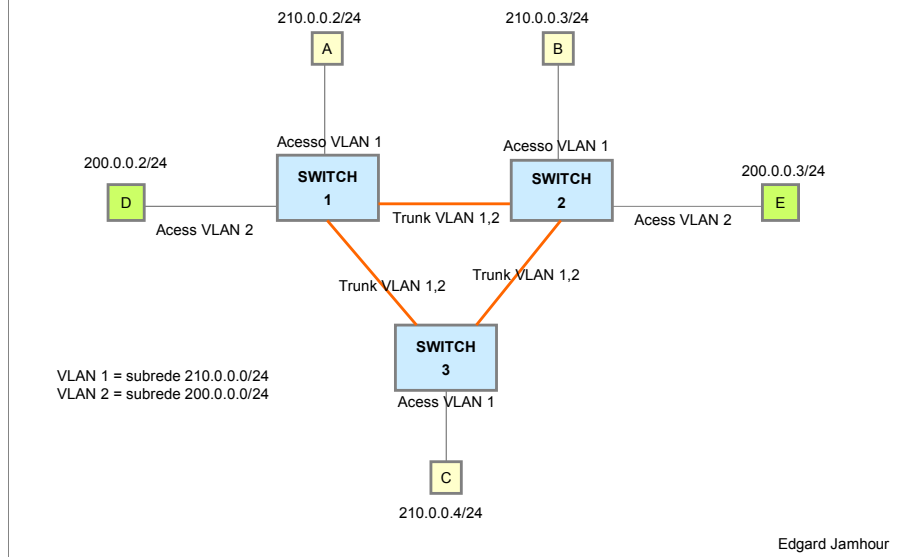 210.0.0.2/24
210.0.0.3/24
A
B
Acesso VLAN 1
Acesso VLAN 1
200.0.0.2/24
200.0.0.3/24
SWITCH
1
SWITCH
2
D
E
Trunk VLAN 1,2
Acess VLAN 2
Acess VLAN 2
Trunk VLAN 1,2
Trunk VLAN 1,2
SWITCH
3
VLAN 1 = subrede 210.0.0.0/24
VLAN 2 = subrede 200.0.0.0/24
Acess VLAN 1
C
210.0.0.4/24
Edgard Jamhour